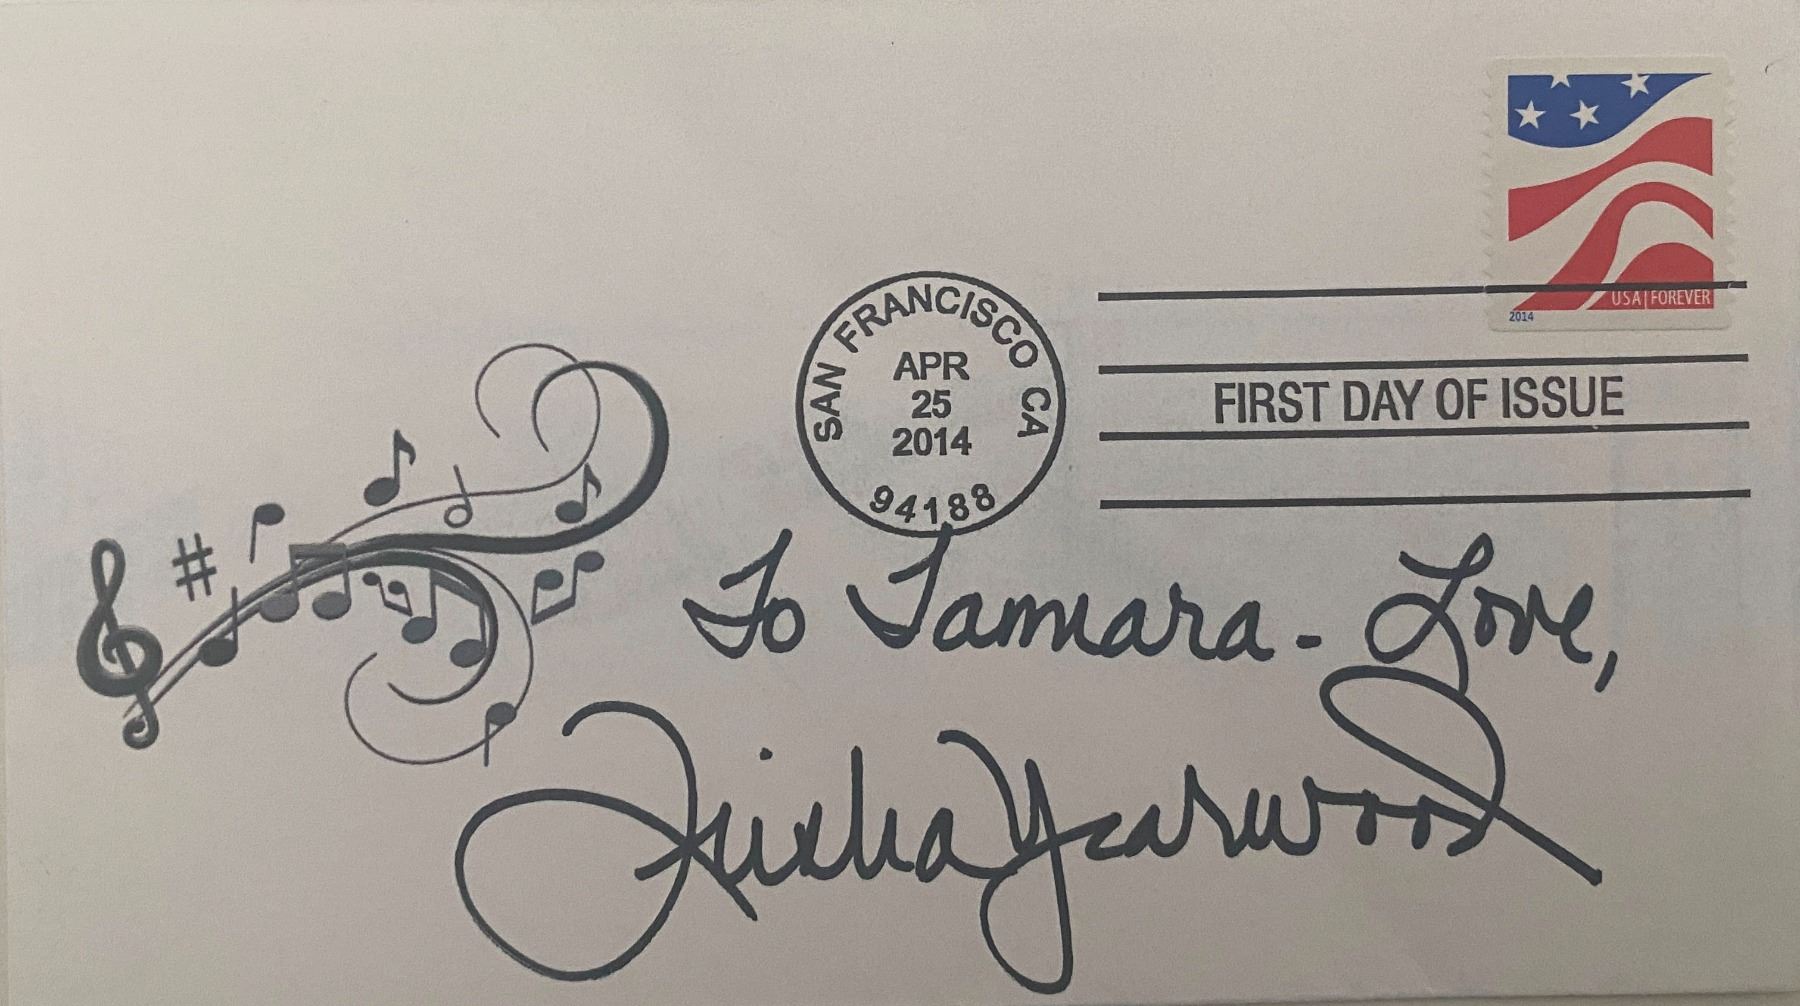 USA|FOREVER
2014
SAN FRANCISCO CA
APR
25
2014
94188
FIRST DAY OF ISSUE
To Tamara - Love,
Trisha Yearwood